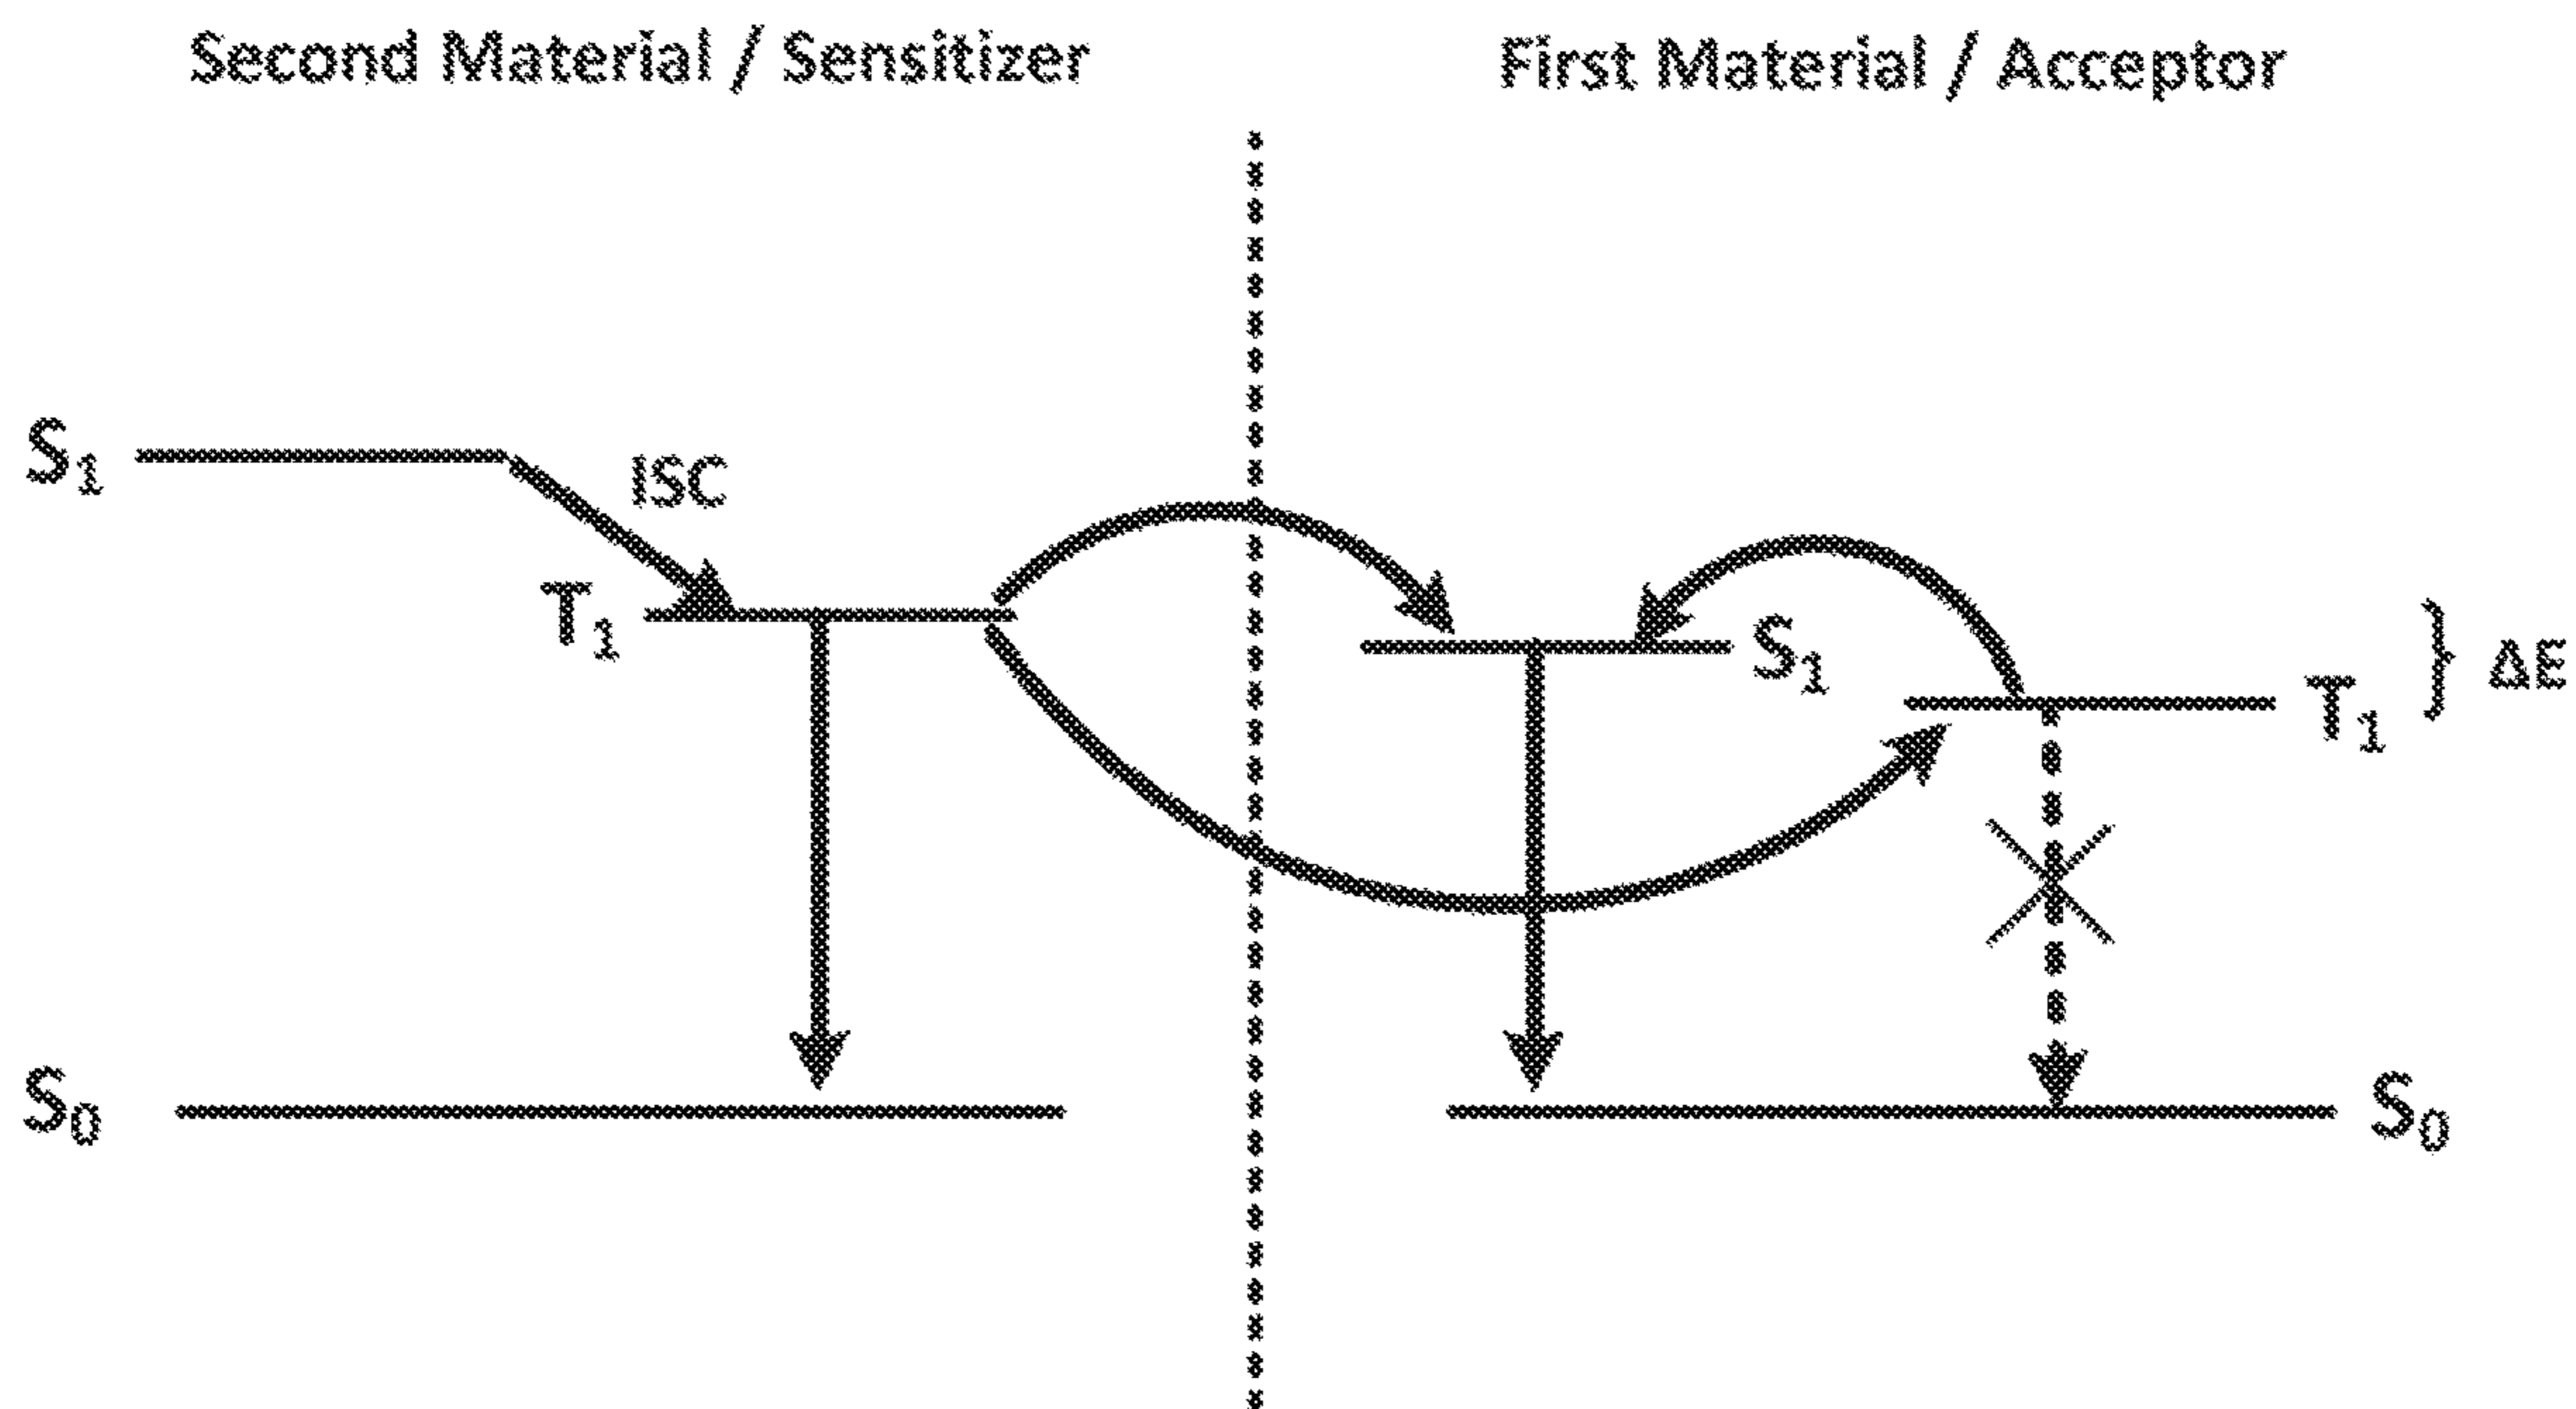 Second Material / Sensitizer
First Material / Acceptor
S₁
ISC
T₁
S₁
T₁
} ΔE
S₀
S₀